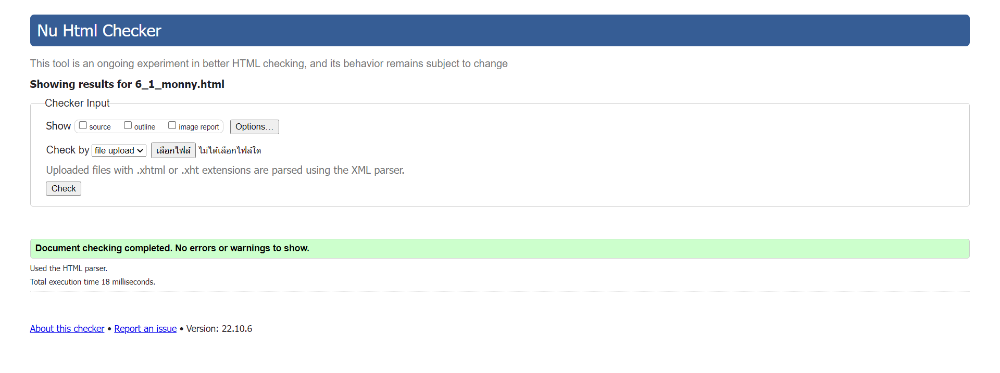 Nu Html Checker
This tool is an ongoing experiment in better HTML checking, and its behavior remains subject to change
Showing results for 6_1_monny.html
Checker Input
Show source outline image report Options...
Check by file upload เลือกไฟล์ ไม่ได้เลือกไฟล์ใด
Uploaded files with .xhtml or .xht extensions are parsed using the XML parser.
Check
Document checking completed. No errors or warnings to show.
Used the HTML parser.
Total execution time 18 milliseconds.
About this checker • Report an issue • Version: 22.10.6